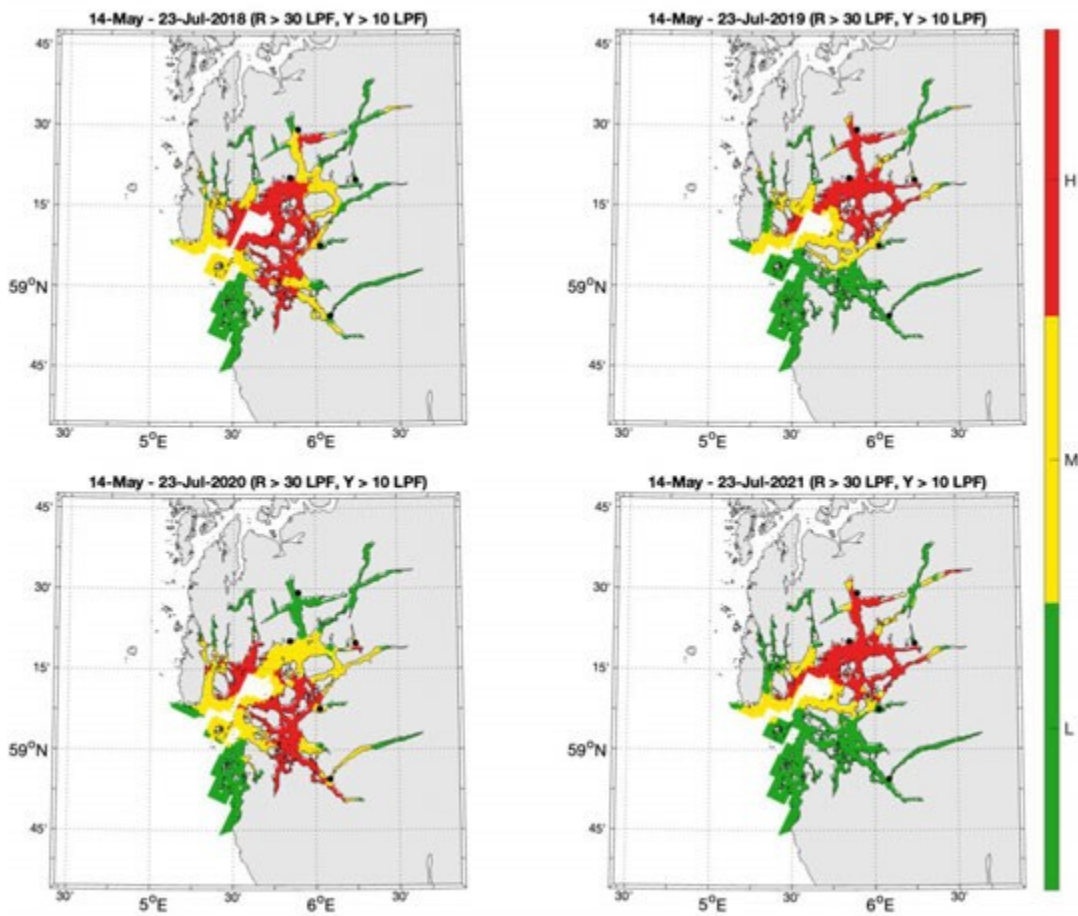 14-May - 23-Jul-2018 (R > 30 LPF, Y > 10 LPF)
45'
30'
15'
59°N
45'
30'
5°E
30'
6°E
30'
14-May - 23-Jul-2019 (R > 30 LPF, Y > 10 LPF)
45'
30'
15'
59°N
45'
30'
5°E
30'
6°E
30'
14-May - 23-Jul-2020 (R > 30 LPF, Y > 10 LPF)
45'
30'
15'
59°N
45'
30'
5°E
30'
6°E
30'
14-May - 23-Jul-2021 (R > 30 LPF, Y > 10 LPF)
45'
30'
15'
59°N
45'
30'
5°E
30'
6°E
30'
H
M
L